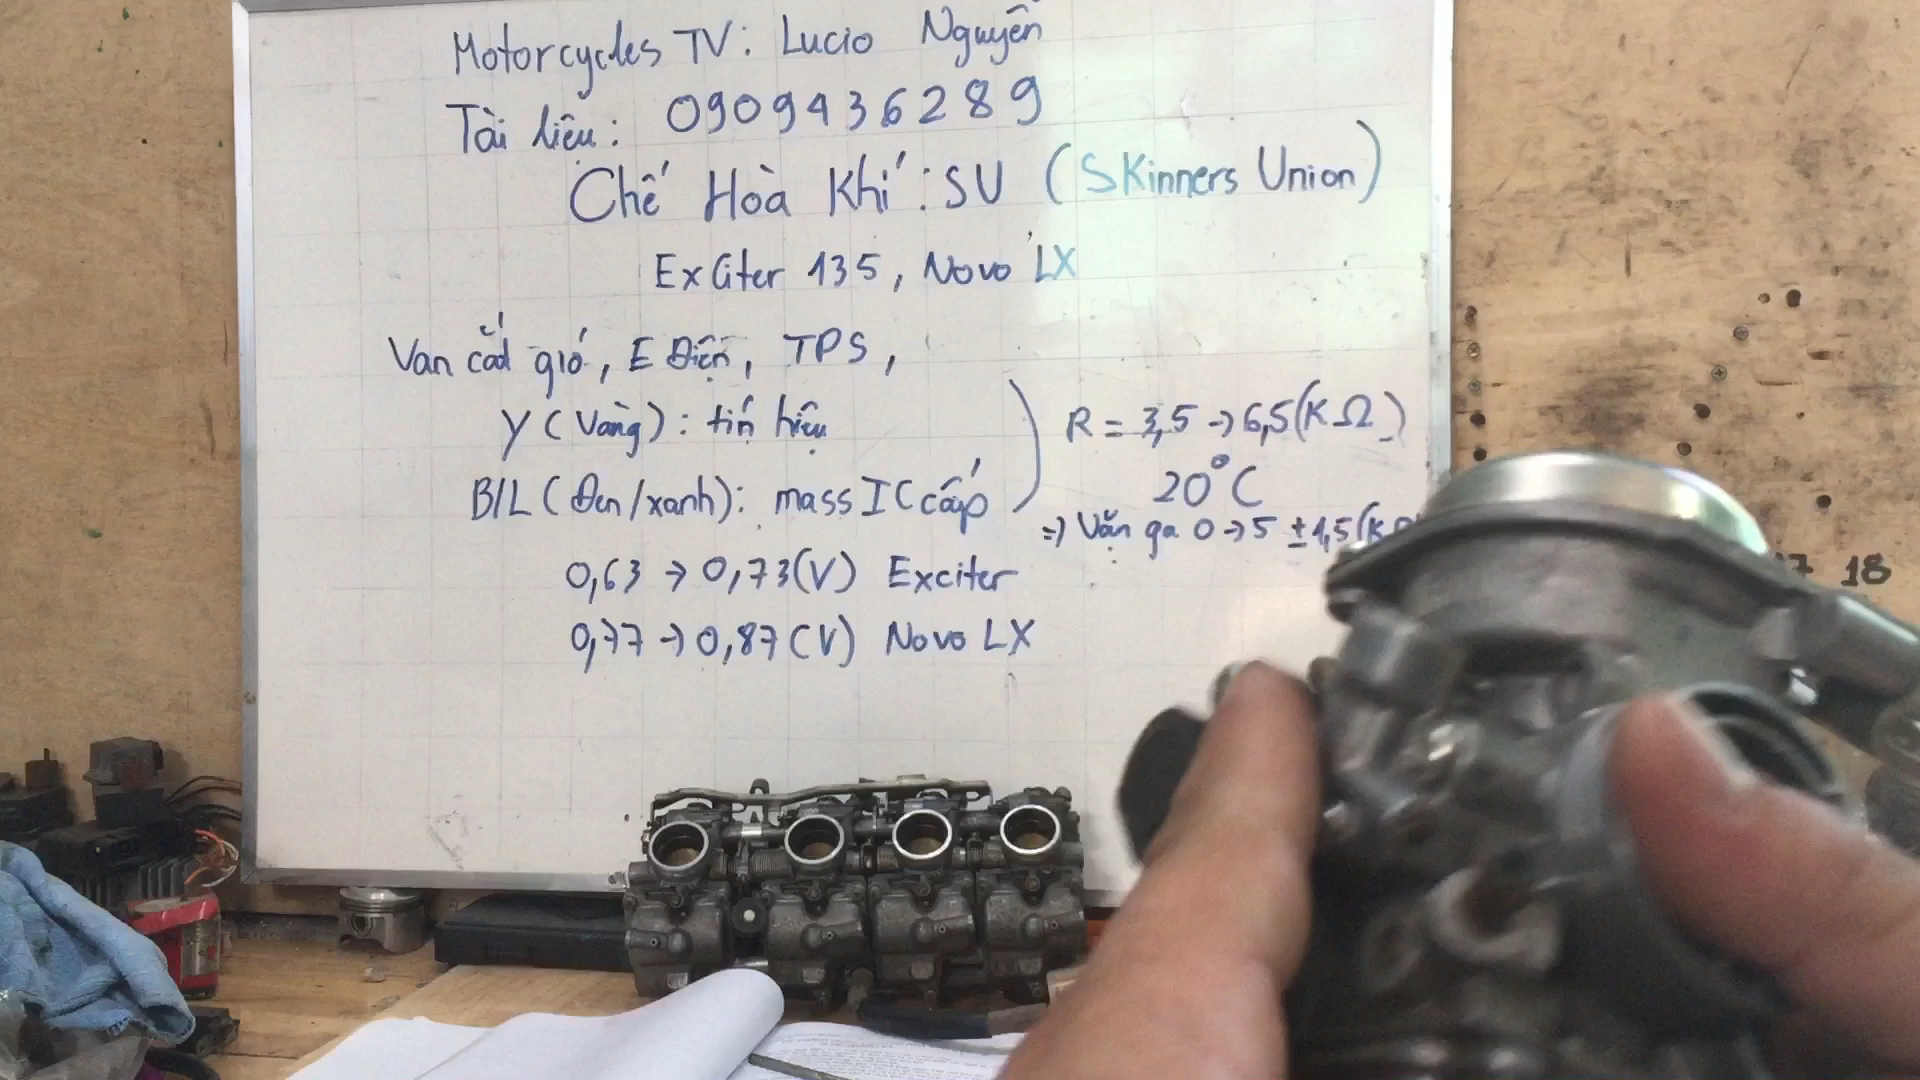 Motorcycles TV: Lucio Nguyễn
Tài liệu: 0909436289
Chế Hoà Khí: SU (SKinners Union)
Exciter 135, Novo LX
Van cắt gió, E Điện, TPS,
Y (Vàng): tín hiệu
B/L (Đen/xanh): mass IC cấp
R = 3,5 → 6,5 (KΩ)
20°C
=> Vặn ga 0 → 5 ± 1,5 (K
0,63 → 0,73(V) Exciter
0,77 → 0,87(V) Novo LX
18